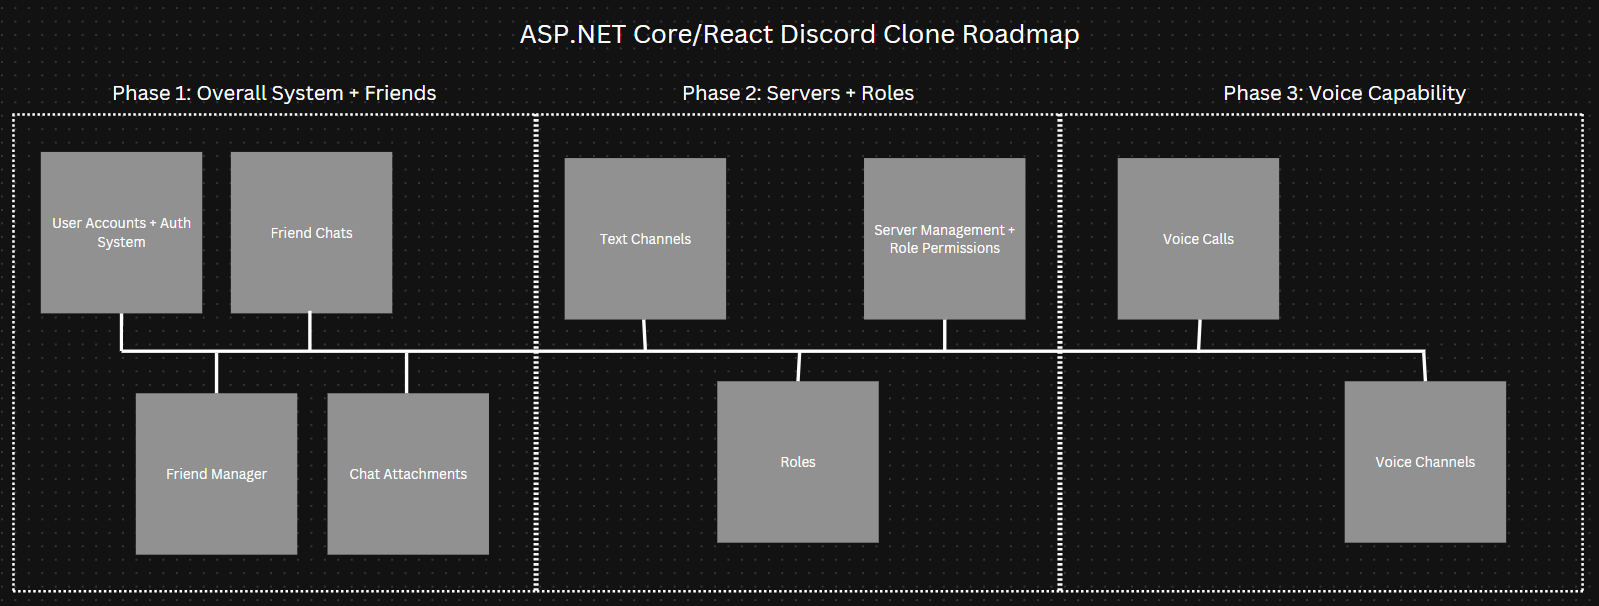 ASP.NET Core/React Discord Clone Roadmap
Phase 1: Overall System + Friends
Phase 2: Servers + Roles
Phase 3: Voice Capability
User Accounts + Auth
System
Friend Chats
Friend Manager
Chat Attachments
Text Channels
Server Management +
Role Permissions
Roles
Voice Calls
Voice Channels